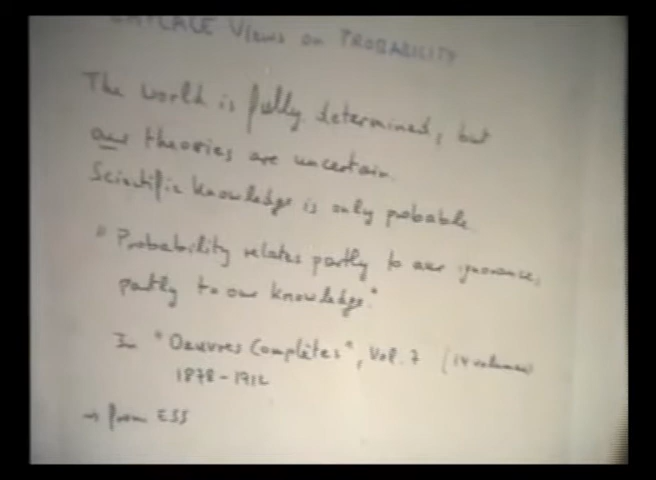 LAPLACE Views on PROBABILITY
The world is fully determined, but
our theories are uncertain.
Scientific knowledge is only probable.
"Probability relates partly to our ignorance,
partly to our knowledge."
In "Oeuvres Complètes", Vol. 7 (14 volumes)
1878-1912
→ from ESS